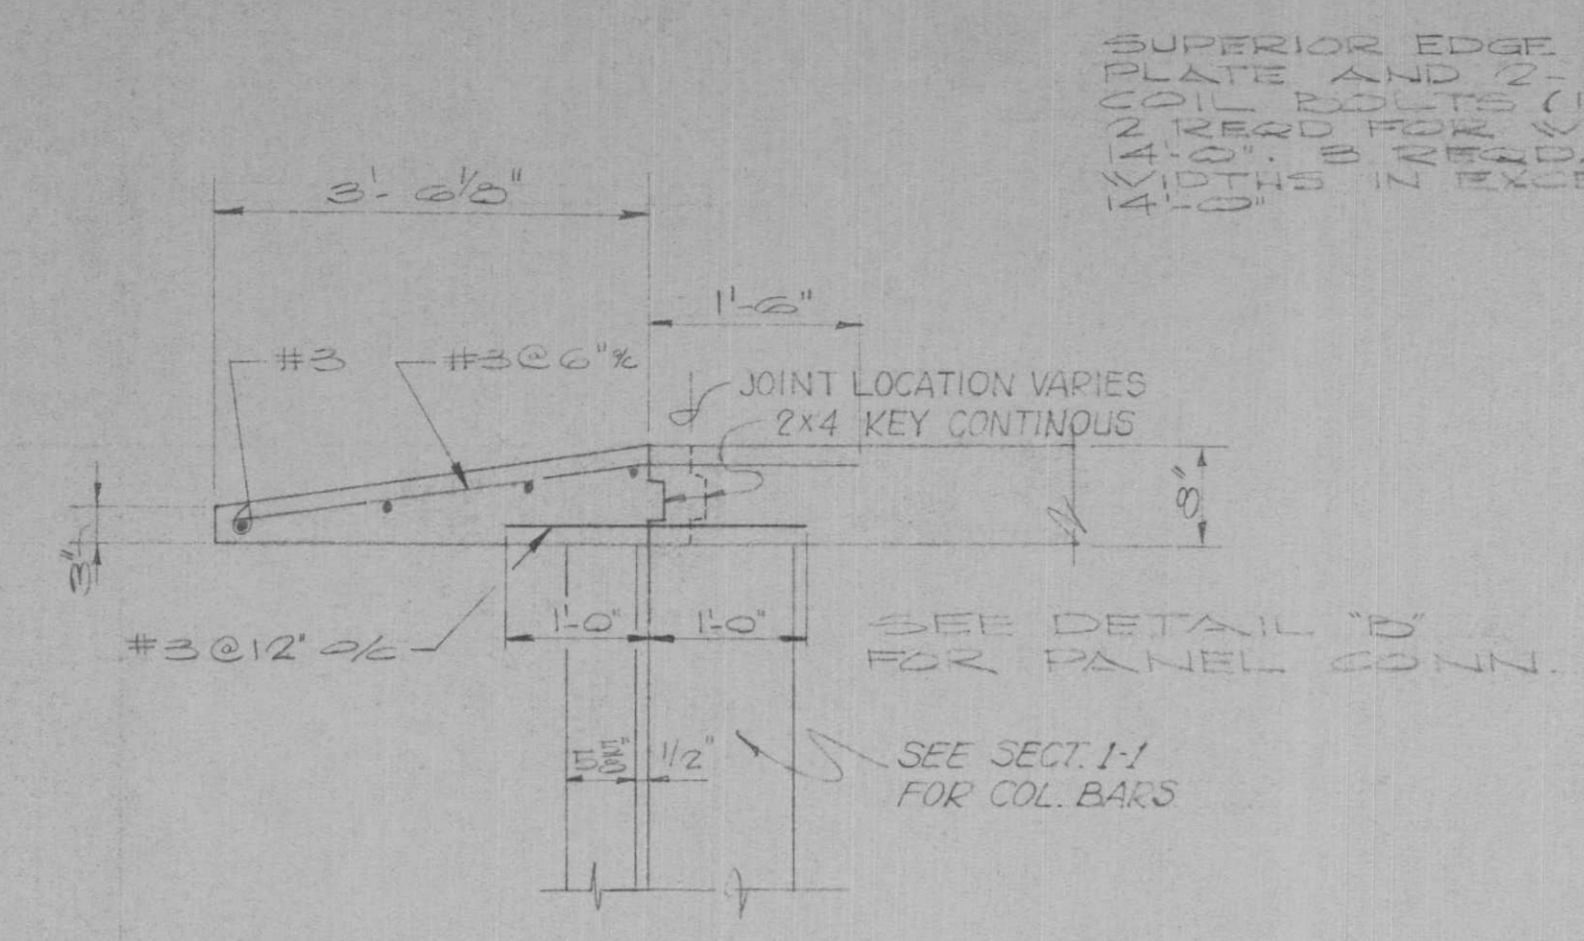 SUPERIOR EDGE
PLATE AND 2-
COIL BOLTS (1
2 REQD FOR W
14'-0". 3 REQD.
WIDTHS IN EXCE
14'-0"
3'-6 1/8"
1'-6"
#3
#3@6" o/c
JOINT LOCATION VARIES
2x4 KEY CONTINOUS
8"
3"
1'-0"
1'-0"
#3@12" o/c
SEE DETAIL "B"
FOR PANEL CONN.
5 5/8"
1/2"
SEE SECT. 1-1
FOR COL. BARS